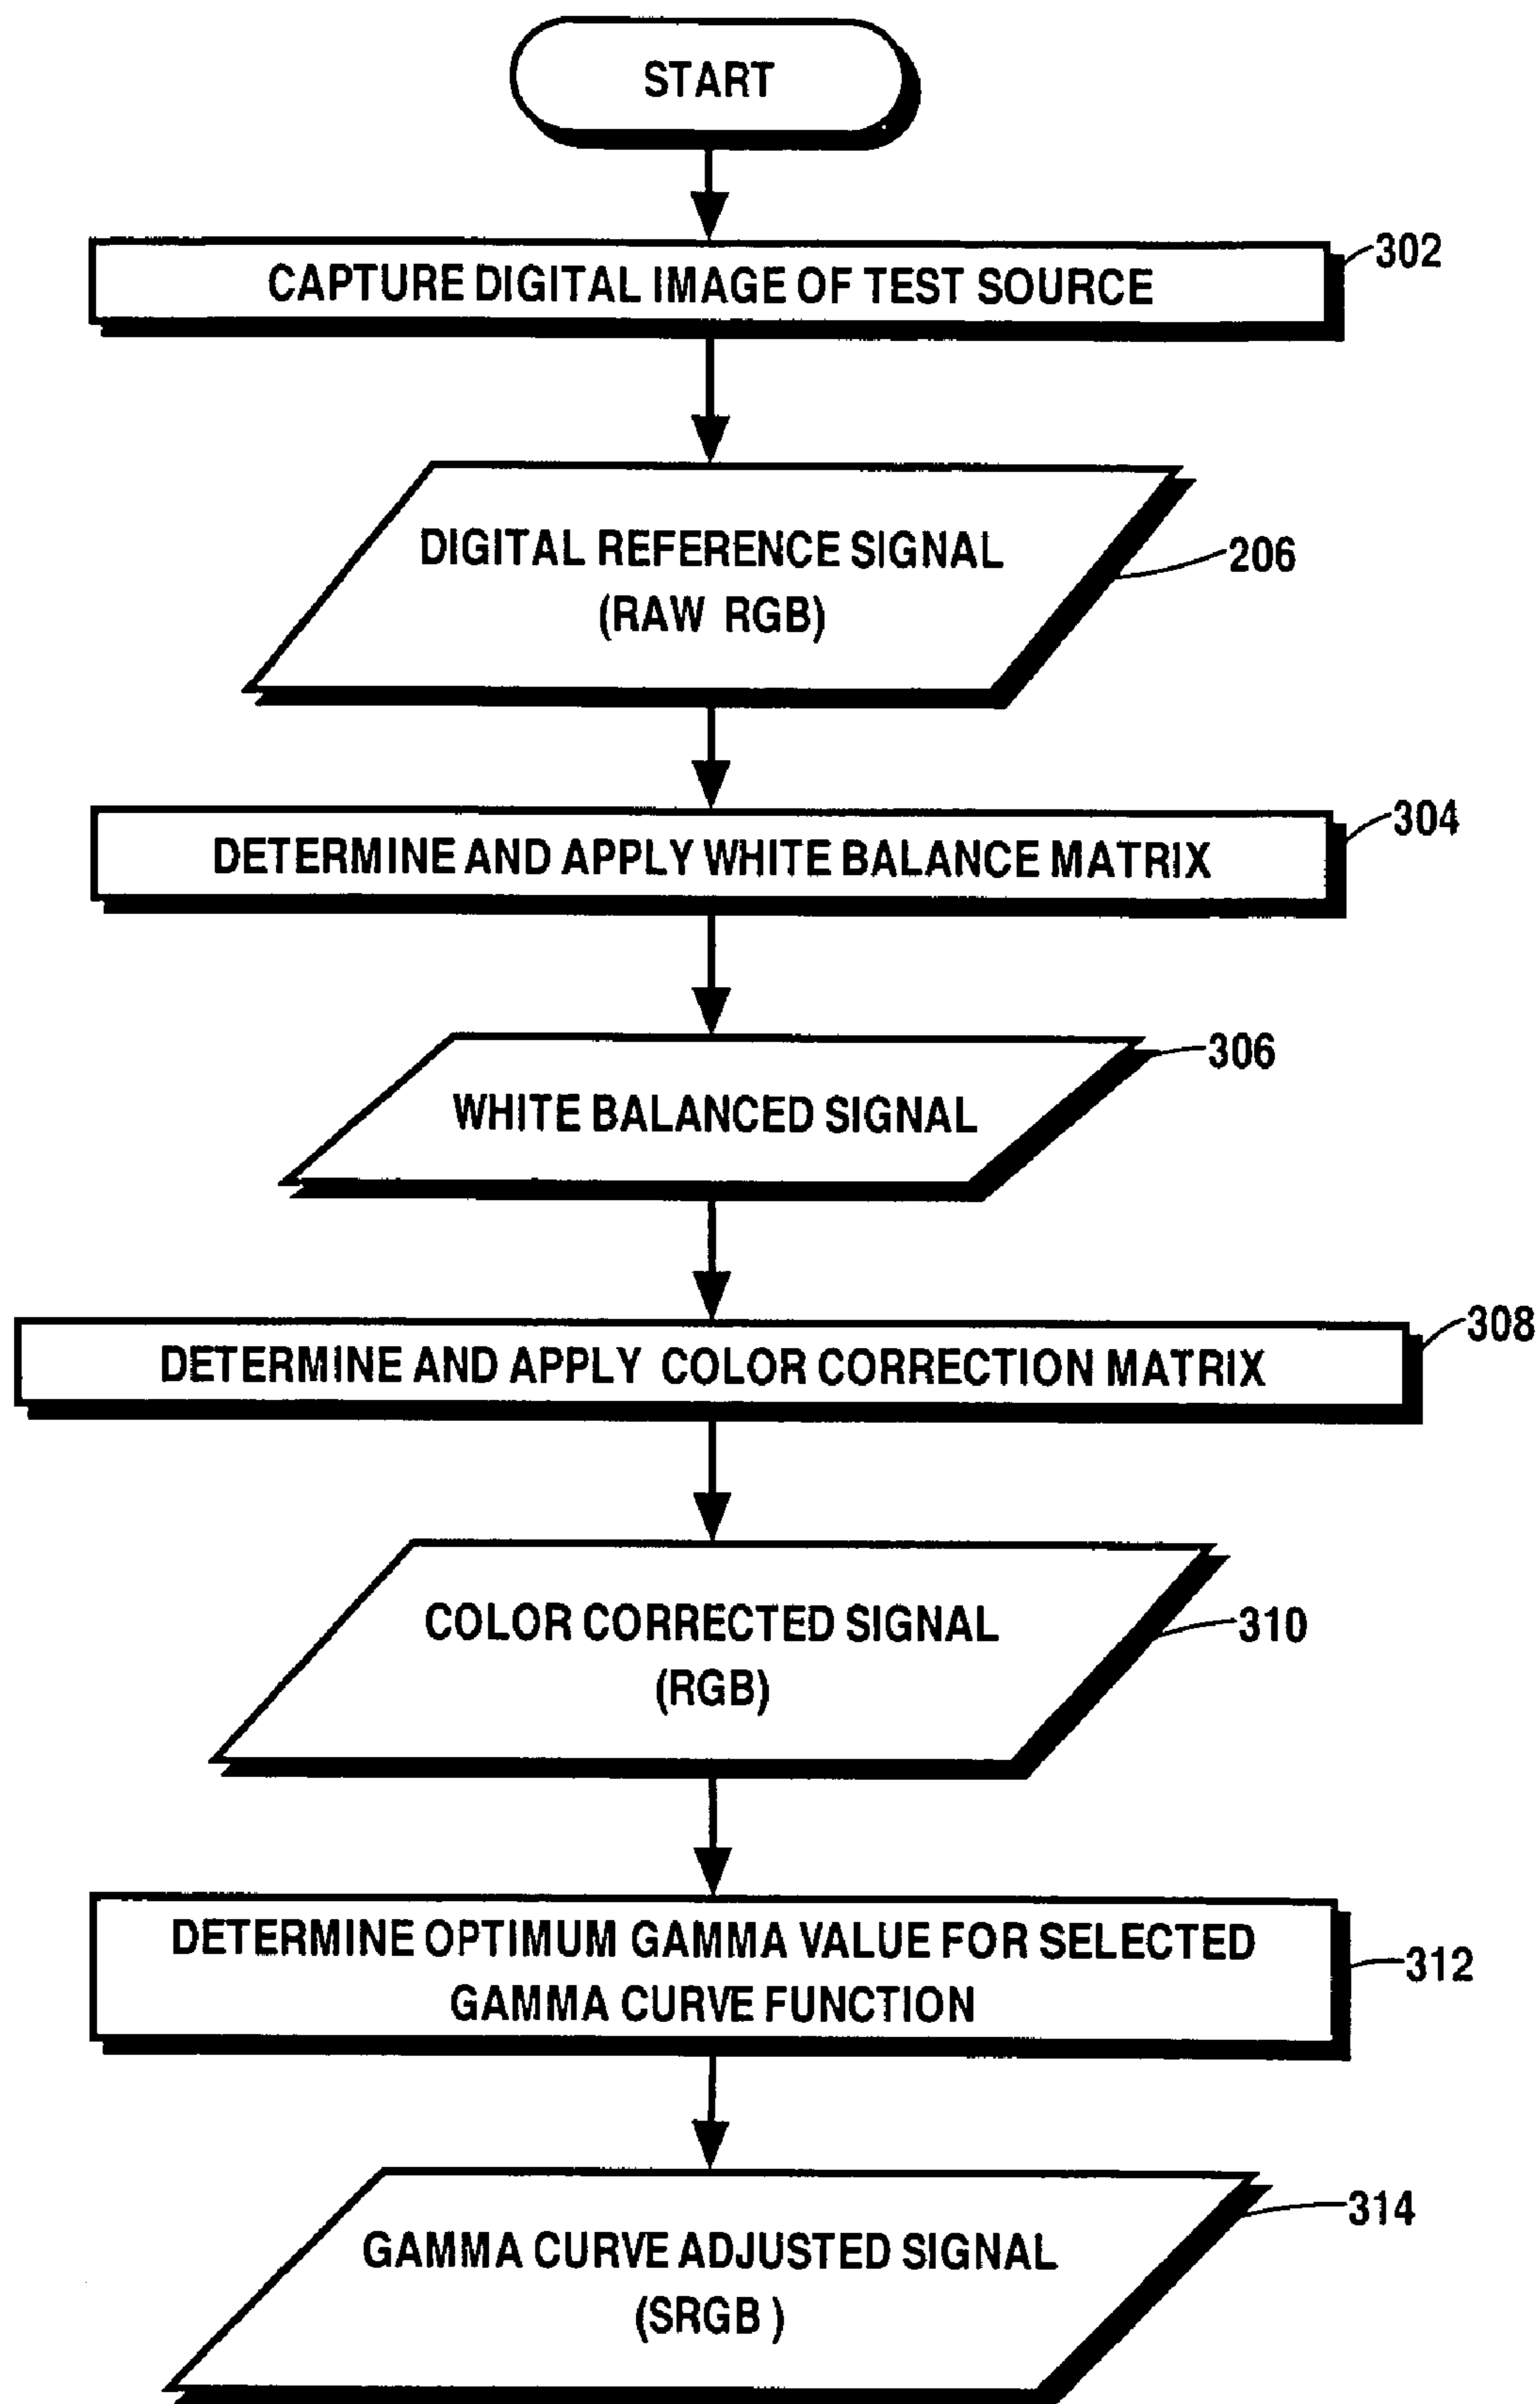 START
CAPTURE DIGITAL IMAGE OF TEST SOURCE
302
DIGITAL REFERENCE SIGNAL
(RAW RGB)
206
DETERMINE AND APPLY WHITE BALANCE MATRIX
304
WHITE BALANCED SIGNAL
306
DETERMINE AND APPLY COLOR CORRECTION MATRIX
308
COLOR CORRECTED SIGNAL
(RGB)
310
DETERMINE OPTIMUM GAMMA VALUE FOR SELECTED
GAMMA CURVE FUNCTION
312
GAMMA CURVE ADJUSTED SIGNAL
(SRGB )
314